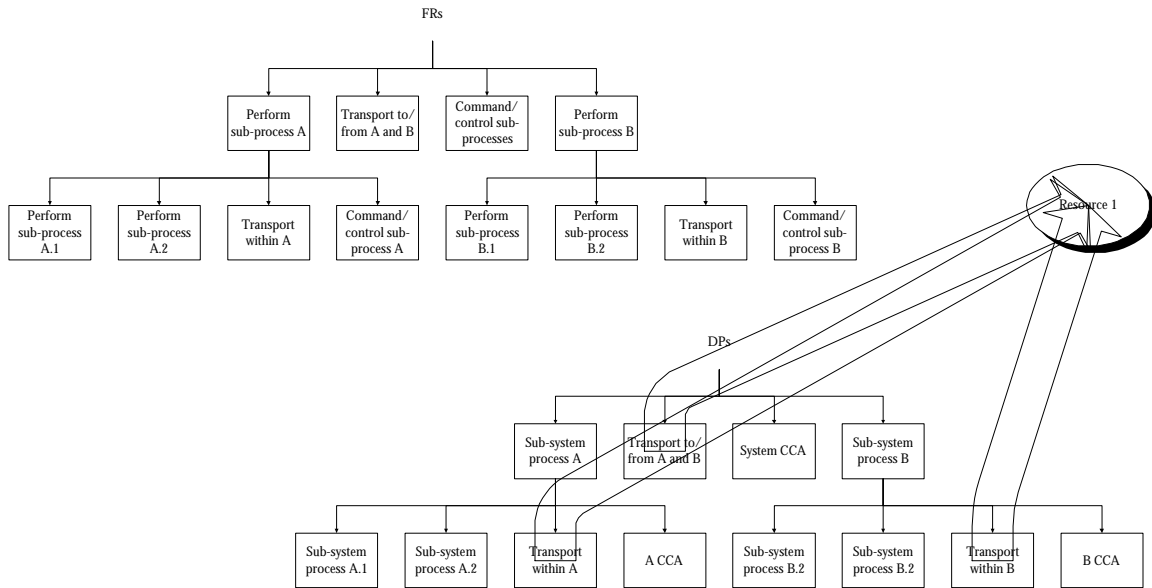 FRs
Perform
sub-process A
Transport to/
from A and B
Command/
control sub-
processes
Perform
sub-process B
Perform
sub-process
A.1
Perform
sub-process
A.2
Transport
within A
Command/
control sub-
process A
Perform
sub-process
B.1
Perform
sub-process
B.2
Transport
within B
Command/
control sub-
process B
Resource 1
DPs
Sub-system
process A
Transport to/
from A and B
System CCA
Sub-system
process B
Sub-system
process A.1
Sub-system
process A.2
Transport
within A
A CCA
Sub-system
process B.2
Sub-system
process B.2
Transport
within B
B CCA